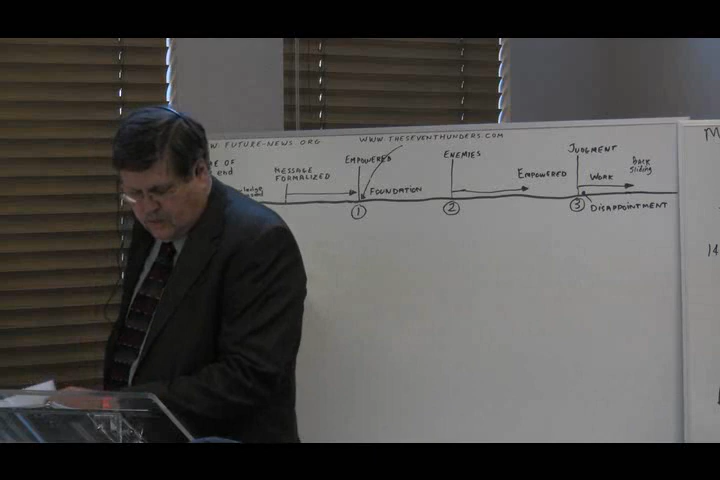 FUTURE-NEWS.ORG
WWW.THESEVENTHUNDERS.COM
OF
end
MESSAGE
FORMALIZED
EMPOWERED
FOUNDATION
1
ENEMIES
EMPOWERED
2
JUDGMENT
WORK
Back
Sliding
3
DISAPPOINTMENT
M
14